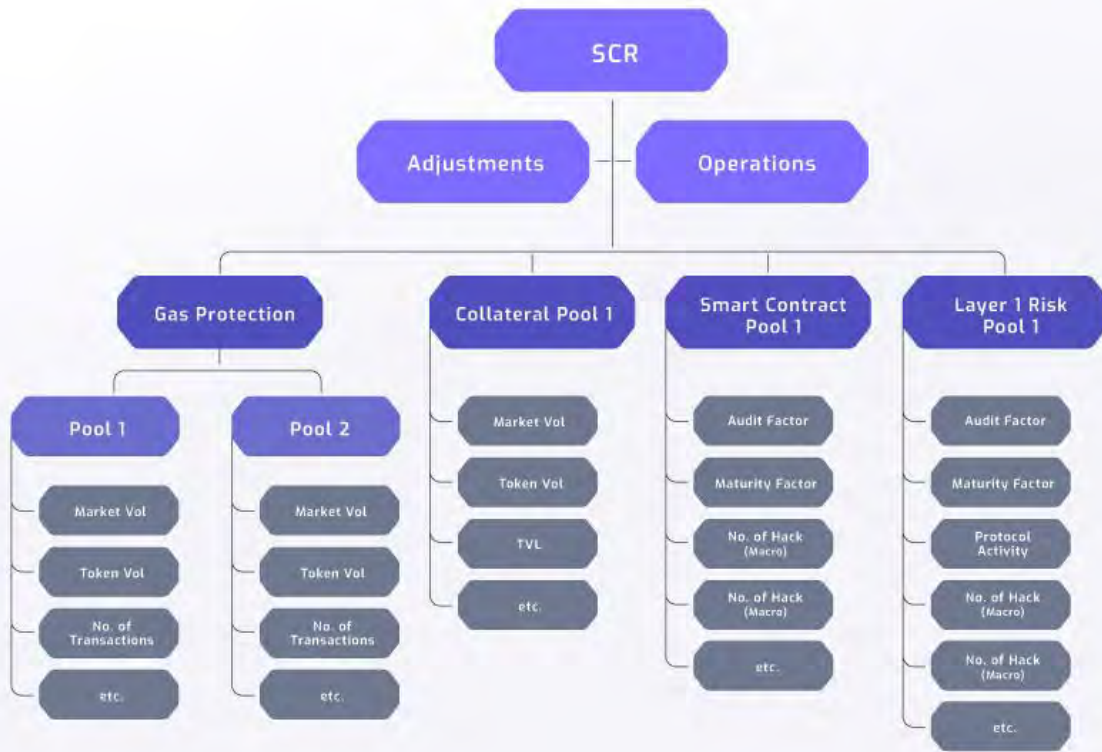 SCR
Adjustments
Operations
Gas Protection
Collateral Pool 1
Smart Contract
Pool 1
Layer 1 Risk
Pool 1
Pool 1
Pool 2
Market Vol
Token Vol
No. of
Transactions
etc.
Market Vol
Token Vol
No. of
Transactions
etc.
Market Vol
Token Vol
TVL
etc.
Audit Factor
Maturity Factor
No. of Hack
(Macro)
No. of Hack
(Macro)
etc.
Audit Factor
Maturity Factor
Protocol
Activity
No. of Hack
(Macro)
No. of Hack
(Macro)
etc.